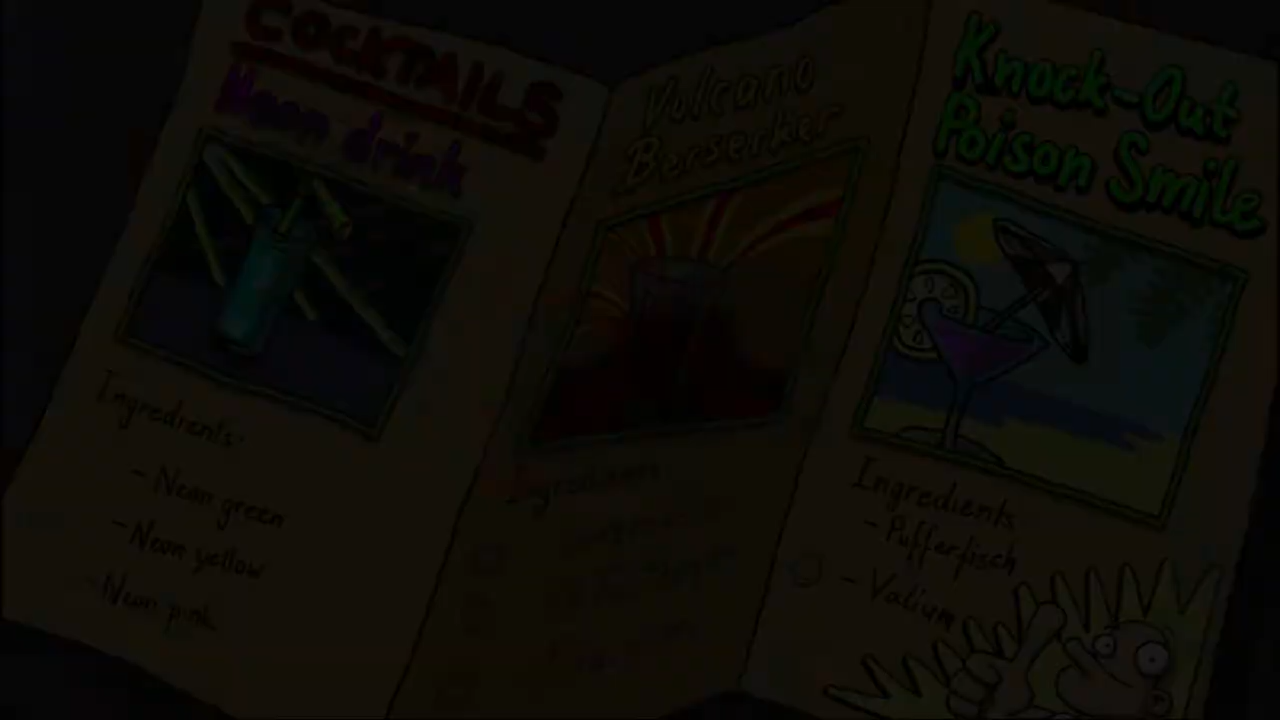 COCKTAILS
Neon drink
Ingredients:
- Neon green
- Neon yellow
- Neon pink
Volcano
Berserker
Ingredients
Knock-Out
Poison Smile
Ingredients
- Pufferfisch
- Valium